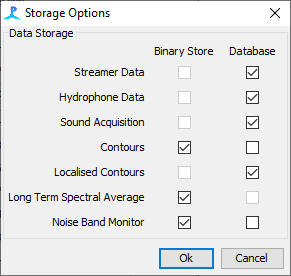 Storage Options
Data Storage
Binary Store Database
Streamer Data
Hydrophone Data
Sound Acquisition
Contours
Localised Contours
Long Term Spectral Average
Noise Band Monitor
Ok Cancel